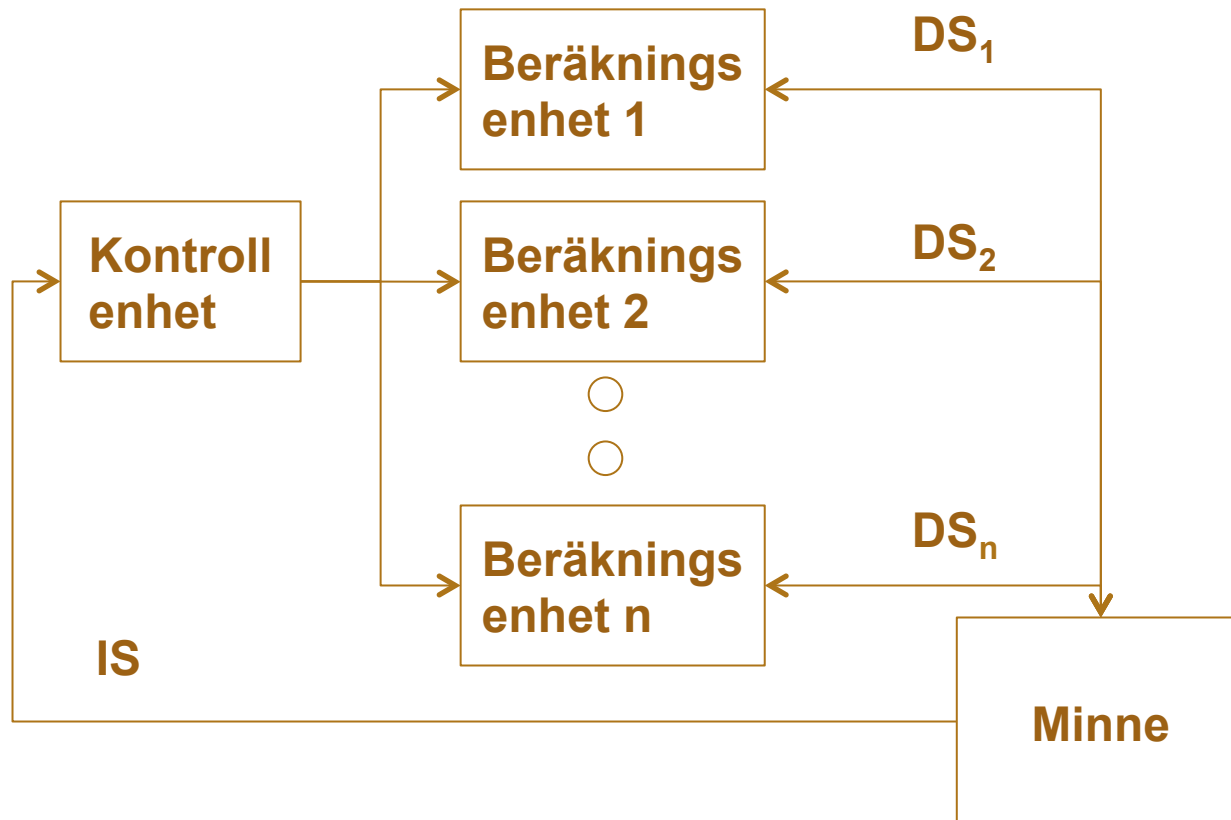 Beräknings
enhet 1
DS₁
Kontroll
enhet
Beräknings
enhet 2
DS₂
Beräknings
enhet n
DSₙ
IS
Minne